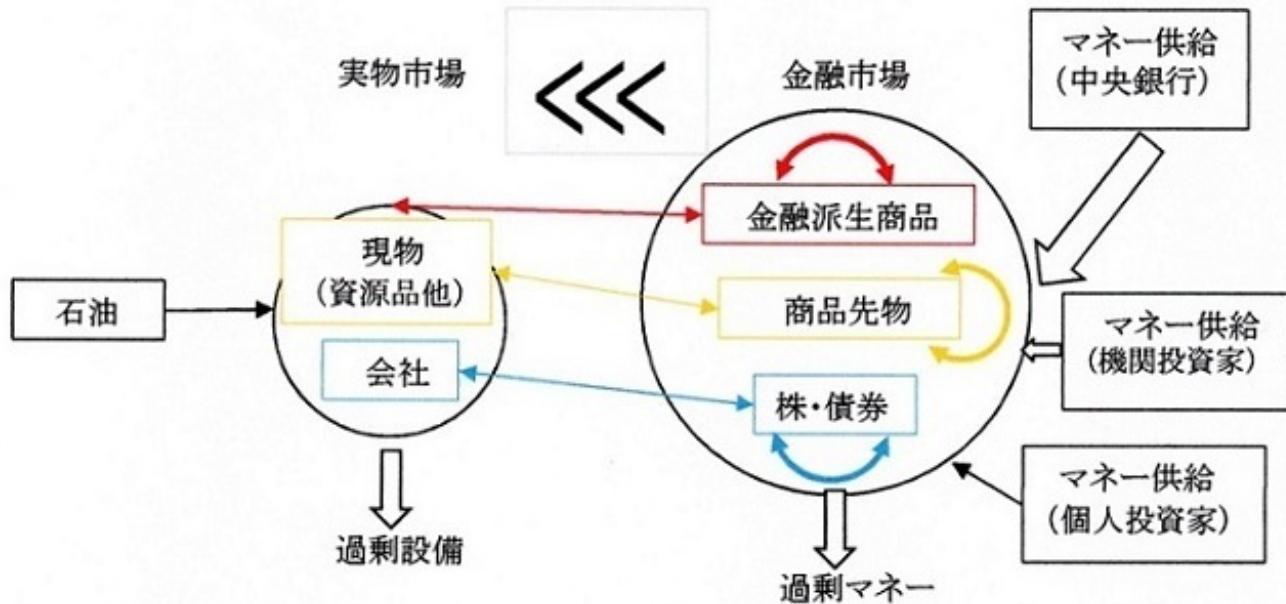 実物市場
<<<
金融市場
マネー供給
(中央銀行)
金融派生商品
現物
(資源品他)
石油
商品先物
マネー供給
(機関投資家)
会社
株・債券
マネー供給
(個人投資家)
過剰設備
過剰マネー